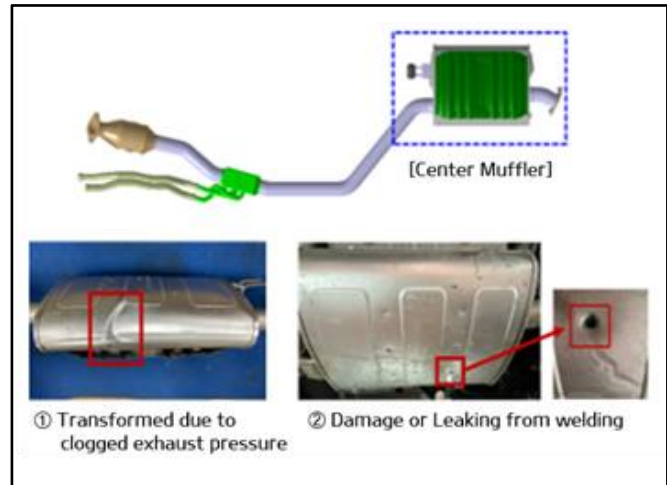 [Center Muffler]
① Transformed due to
clogged exhaust pressure
② Damage or Leaking from welding